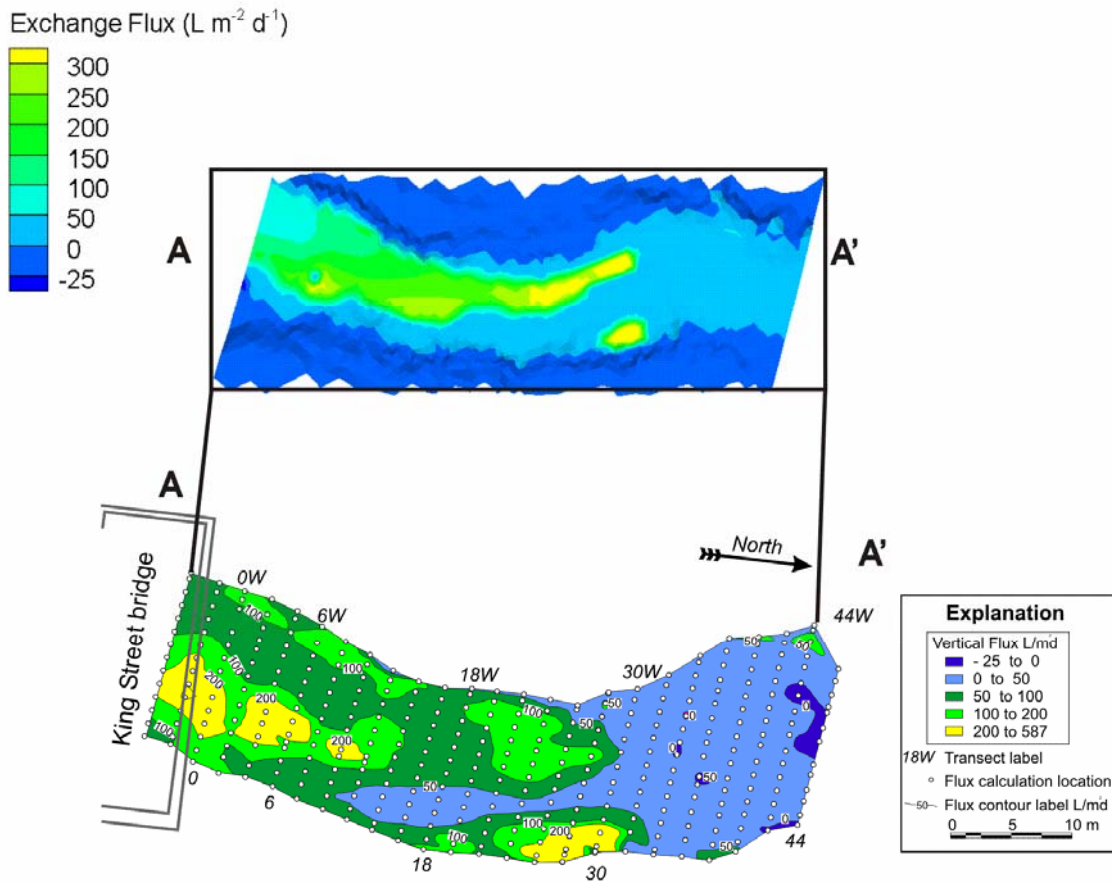 Exchange Flux (L m⁻² d⁻¹)
300
250
200
150
100
50
0
-25
A
A'
A
A'
North
King Street bridge
0W
6W
18W
30W
44W
0
6
18
30
44
100
100
100
200
200
200
100
100
50
100
200
100
50
50
50
50
0
0
50
0
0
50
Explanation
Vertical Flux L/m²d
- 25 to 0
0 to 50
50 to 100
100 to 200
200 to 587
18W Transect label
Flux calculation location
50 Flux contour label L/m²d
0 5 10 m